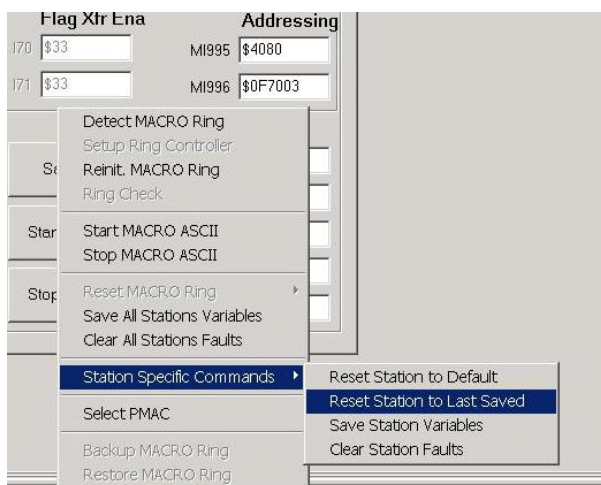 Flag Xfr Ena Addressing
I70 $33 MI995 $4080
I71 $33 MI996 $0F7003
Detect MACRO Ring
Setup Ring Controller
Reinit. MACRO Ring
Ring Check
Start MACRO ASCII
Stop MACRO ASCII
Stop
Reset MACRO Ring
Save All Stations Variables
Clear All Stations Faults
Station Specific Commands
Reset Station to Default
Reset Station to Last Saved
Save Station Variables
Clear Station Faults
Select PMAC
Backup MACRO Ring
Restore MACRO Ring